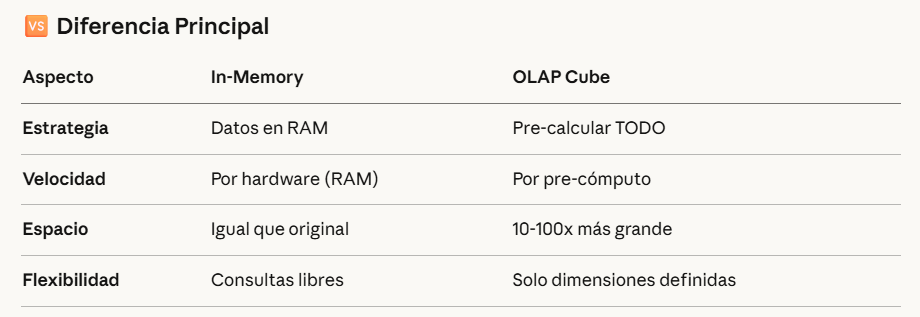 🆚 Diferencia Principal
Aspecto In-Memory OLAP Cube
Estrategia Datos en RAM Pre-calcular TODO
Velocidad Por hardware (RAM) Por pre-cómputo
Espacio Igual que original 10-100x más grande
Flexibilidad Consultas libres Solo dimensiones definidas